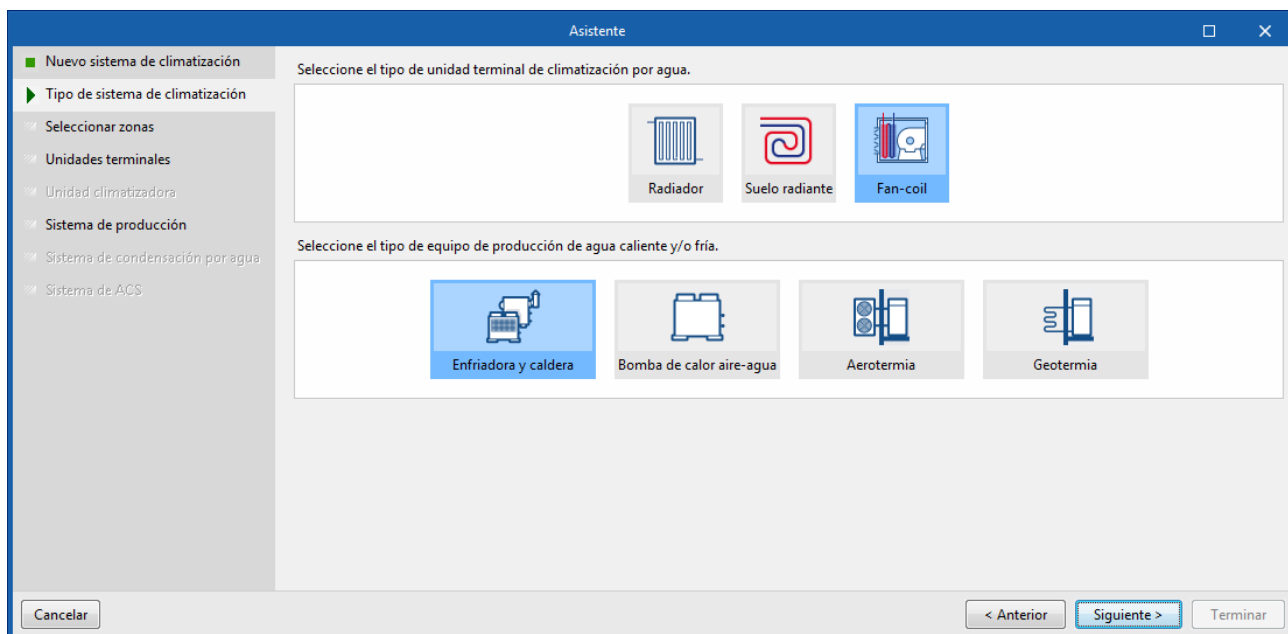 Asistente
Nuevo sistema de climatización
Tipo de sistema de climatización
Seleccionar zonas
Unidades terminales
Unidad climatizadora
Sistema de producción
Sistema de condensación por agua
Sistema de ACS
Seleccione el tipo de unidad terminal de climatización por agua.
Radiador
Suelo radiante
Fan-coil
Seleccione el tipo de equipo de producción de agua caliente y/o fría.
Enfriadora y caldera
Bomba de calor aire-agua
Aerotermia
Geotermia
Cancelar
< Anterior
Siguiente >
Terminar